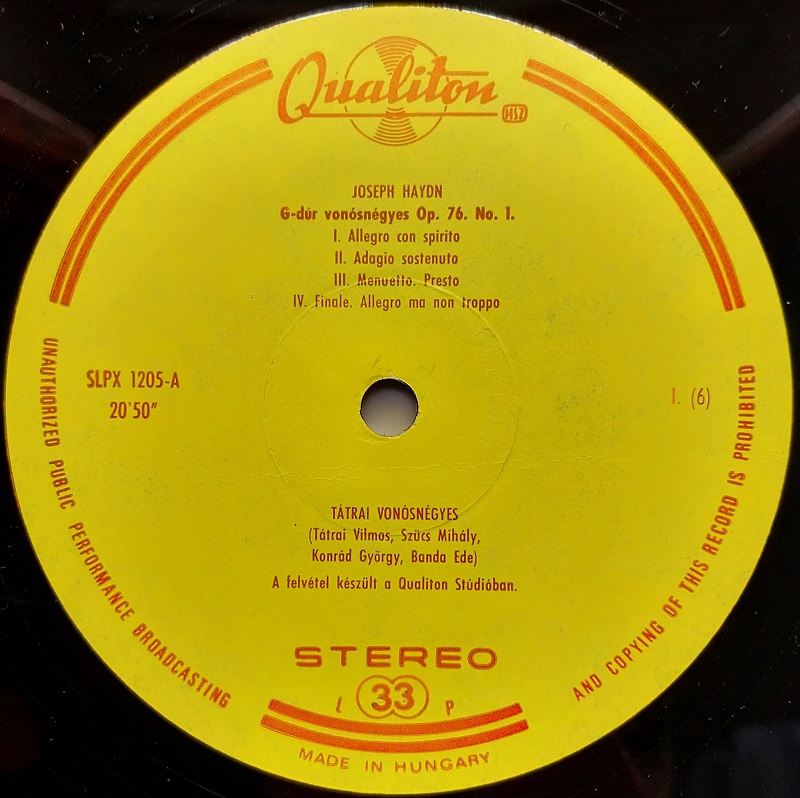 Qualiton
MSZ
JOSEPH HAYDN
G-dúr vonósnégyes Op. 76. No. 1.
I. Allegro con spirito
II. Adagio sostenuto
III. Menuetto. Presto
IV. Finale. Allegro ma non troppo
SLPX 1205-A
20'50”
1. (6)
TÁTRAI VONÓSNÉGYES
(Tátrai Vilmos, Szücs Mihály,
Konrád György, Banda Ede)
A felvétel készült a Qualiton Stúdióban.
STEREO
L 33 P
UNAUTHORIZED PUBLIC PERFORMANCE BROADCASTING
AND COPYING OF THIS RECORD IS PROHIBITED
MADE IN HUNGARY